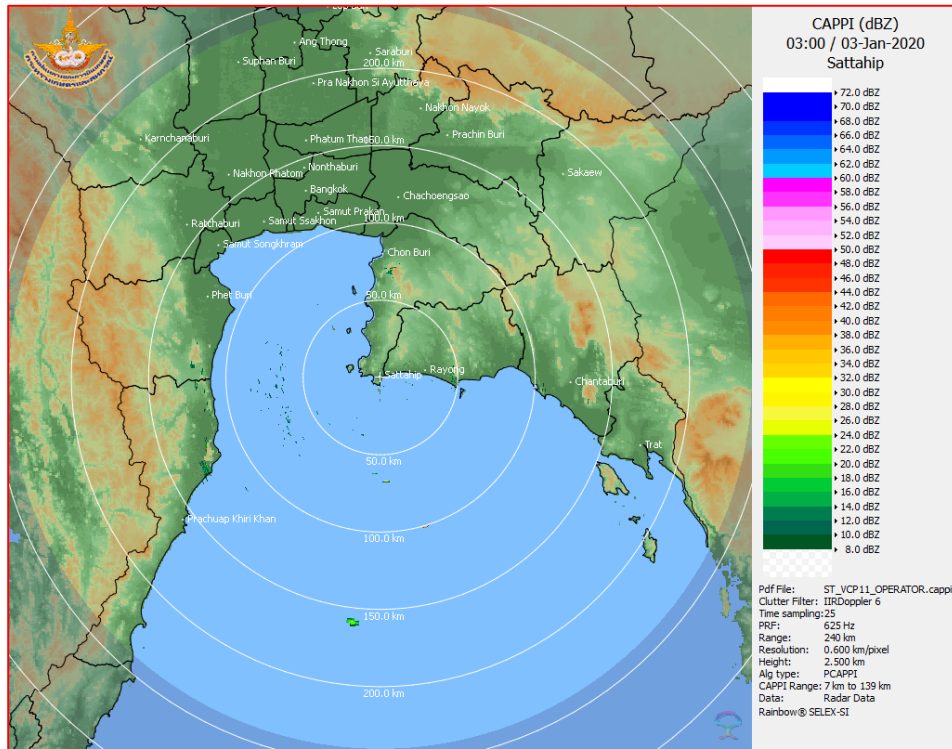 Ang Thong
Saraburi
Suphan Buri
200.0 km
Pra Nakhon Si Ayutthaya
Nakhon Nayok
Karnchanaburi
Prachin Buri
Nonthaburi
Nakhon Phatom
Sakaew
Bangkok
Chachoengsao
Samut Prakan
100.0 km
Ratchaburi
Samut Ssakhon
Samut Songkhram
Chon Buri
Phet Buri
50.0 km
Sattahip
Rayong
Chantaburi
Trat
50.0 km
Prachuap Khiri Khan
100.0 km
150.0 km
200.0 km
CAPPI (dBZ)
03:00 / 03-Jan-2020
Sattahip
72.0 dBZ
70.0 dBZ
68.0 dBZ
66.0 dBZ
64.0 dBZ
62.0 dBZ
60.0 dBZ
58.0 dBZ
56.0 dBZ
54.0 dBZ
52.0 dBZ
50.0 dBZ
48.0 dBZ
46.0 dBZ
44.0 dBZ
42.0 dBZ
40.0 dBZ
38.0 dBZ
36.0 dBZ
34.0 dBZ
32.0 dBZ
30.0 dBZ
28.0 dBZ
26.0 dBZ
24.0 dBZ
22.0 dBZ
20.0 dBZ
18.0 dBZ
16.0 dBZ
14.0 dBZ
12.0 dBZ
10.0 dBZ
8.0 dBZ
Pdf File: ST_VCP11_OPERATOR.cappi
Clutter Filter: IIRDoppler 6
Time sampling:25
PRF: 625 Hz
Range: 240 km
Resolution: 0.600 km/pixel
Height: 2.500 km
Alg type: PCAPPI
CAPPI Range: 7 km to 139 km
Data: Radar Data
Rainbow® SELEX-SI